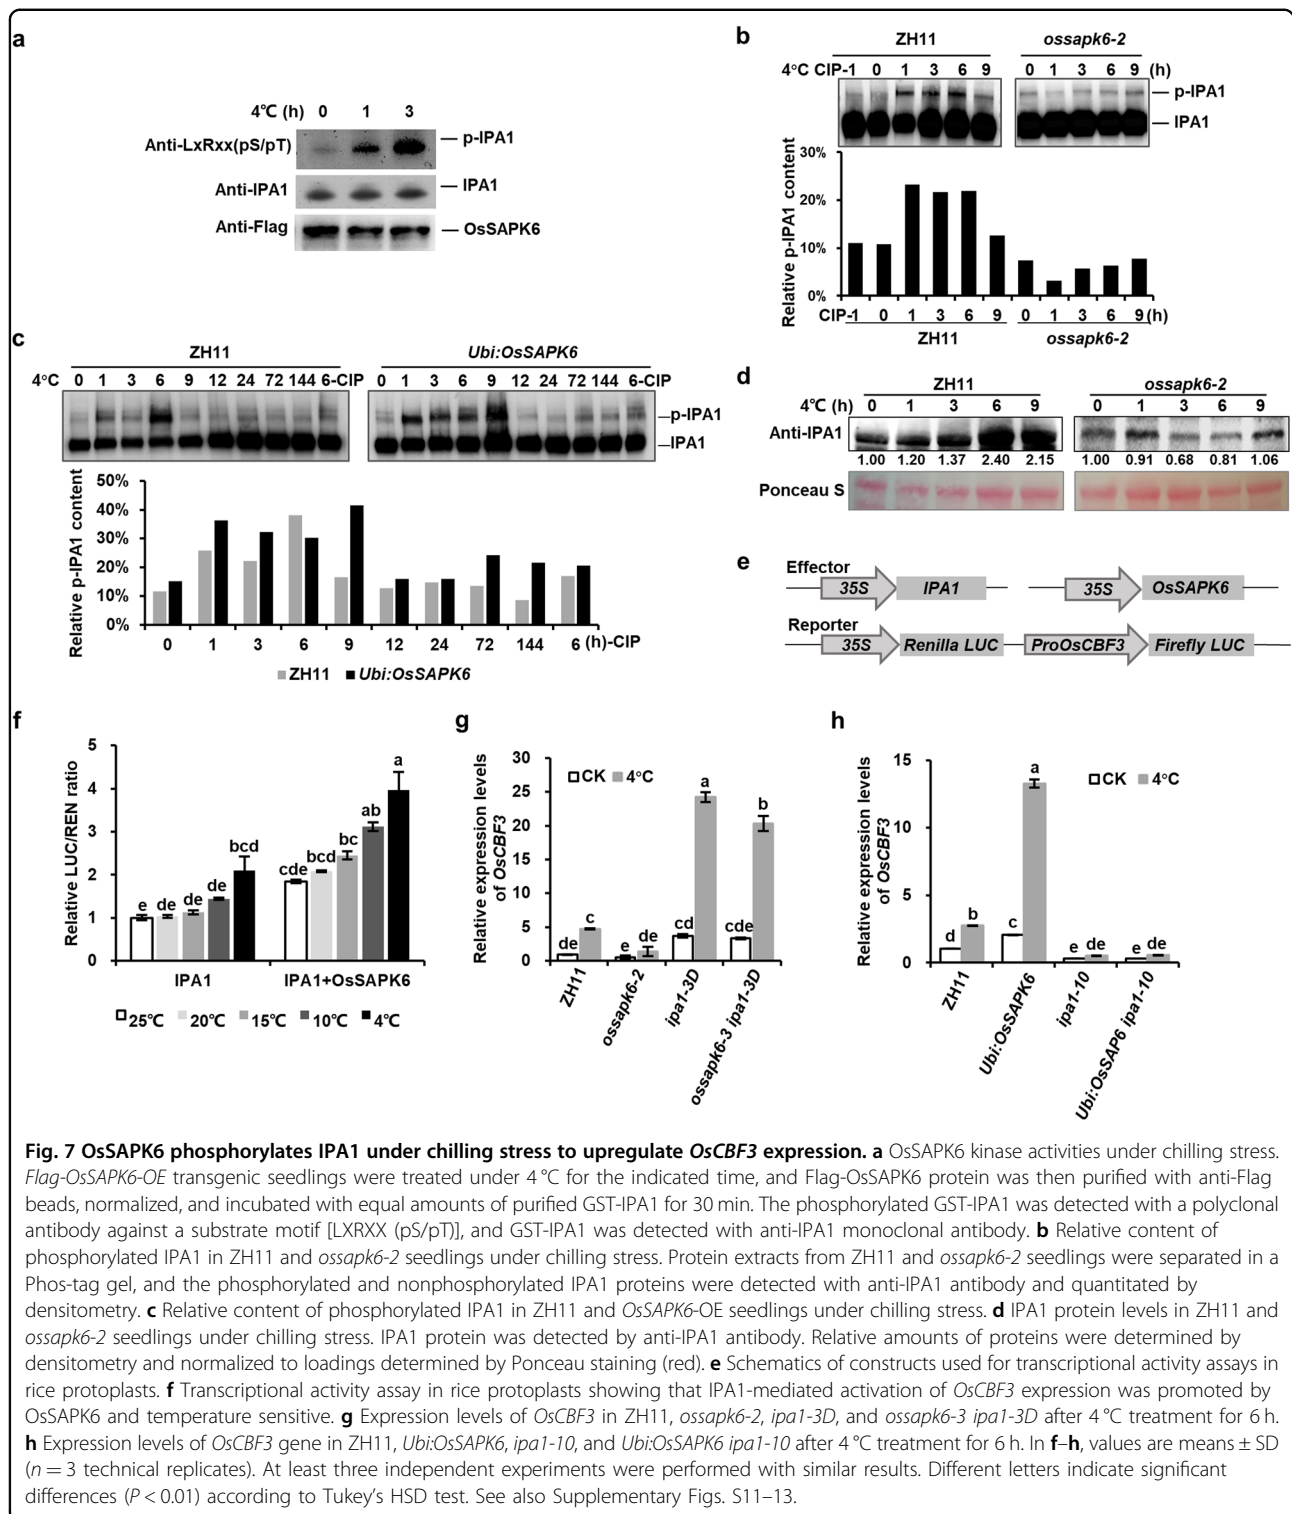 a
4℃ (h) 0 1 3
Anti-LxRxx(pS/pT) p-IPA1
Anti-IPA1 IPA1
Anti-Flag OsSAPK6
b
ZH11 ossapk6-2
4°C CIP-1 0 1 3 6 9 0 1 3 6 9 (h)
p-IPA1
IPA1
Relative p-IPA1 content
30%
20%
10%
0%
CIP-1 0 1 3 6 9 0 1 3 6 9 (h)
ZH11 ossapk6-2
c
ZH11 Ubi:OsSAPK6
4°C 0 1 3 6 9 12 24 72 144 6-CIP 0 1 3 6 9 12 24 72 144 6-CIP
p-IPA1
IPA1
Relative p-IPA1 content
50%
40%
30%
20%
10%
0%
0 1 3 6 9 12 24 72 144 6 (h)-CIP
ZH11 Ubi:OsSAPK6
d
ZH11 ossapk6-2
4℃ (h) 0 1 3 6 9 0 1 3 6 9
Anti-IPA1
1.00 1.20 1.37 2.40 2.15 1.00 0.91 0.68 0.81 1.06
Ponceau S
e
Effector
35S IPA1 35S OsSAPK6
Reporter
35S Renilla LUC ProOsCBF3 Firefly LUC
f
Relative LUC/REN ratio
5
4
3
2
1
0
e de de de bcd cde bcd bc ab a
IPA1 IPA1+OsSAPK6
25℃ 20℃ 15℃ 10℃ 4℃
g
Relative expression levels
of OsCBF3
30
25
20
15
10
5
0
CK 4°C
de c e de cd a cde b
ZH11
ossapk6-2
ipa1-3D
ossapk6-3 ipa1-3D
h
Relative expression levels
of OsCBF3
15
10
5
0
CK 4°C
d b c a e de e de
ZH11
Ubi:OsSAPK6
ipa1-10
Ubi:OsSAP6 ipa1-10
Fig. 7 OsSAPK6 phosphorylates IPA1 under chilling stress to upregulate OsCBF3 expression. a OsSAPK6 kinase activities under chilling stress.
Flag-OsSAPK6-OE transgenic seedlings were treated under 4 °C for the indicated time, and Flag-OsSAPK6 protein was then purified with anti-Flag
beads, normalized, and incubated with equal amounts of purified GST-IPA1 for 30 min. The phosphorylated GST-IPA1 was detected with a polyclonal
antibody against a substrate motif [LXRXX (pS/pT)], and GST-IPA1 was detected with anti-IPA1 monoclonal antibody. b Relative content of
phosphorylated IPA1 in ZH11 and ossapk6-2 seedlings under chilling stress. Protein extracts from ZH11 and ossapk6-2 seedlings were separated in a
Phos-tag gel, and the phosphorylated and nonphosphorylated IPA1 proteins were detected with anti-IPA1 antibody and quantitated by
densitometry. c Relative content of phosphorylated IPA1 in ZH11 and OsSAPK6-OE seedlings under chilling stress. d IPA1 protein levels in ZH11 and
ossapk6-2 seedlings under chilling stress. IPA1 protein was detected by anti-IPA1 antibody. Relative amounts of proteins were determined by
densitometry and normalized to loadings determined by Ponceau staining (red). e Schematics of constructs used for transcriptional activity assays in
rice protoplasts. f Transcriptional activity assay in rice protoplasts showing that IPA1-mediated activation of OsCBF3 expression was promoted by
OsSAPK6 and temperature sensitive. g Expression levels of OsCBF3 in ZH11, ossapk6-2, ipa1-3D, and ossapk6-3 ipa1-3D after 4 °C treatment for 6 h.
h Expression levels of OsCBF3 gene in ZH11, Ubi:OsSAPK6, ipa1-10, and Ubi:OsSAPK6 ipa1-10 after 4 °C treatment for 6 h. In f–h, values are means ± SD
(n = 3 technical replicates). At least three independent experiments were performed with similar results. Different letters indicate significant
differences (P < 0.01) according to Tukey's HSD test. See also Supplementary Figs. S11–13.